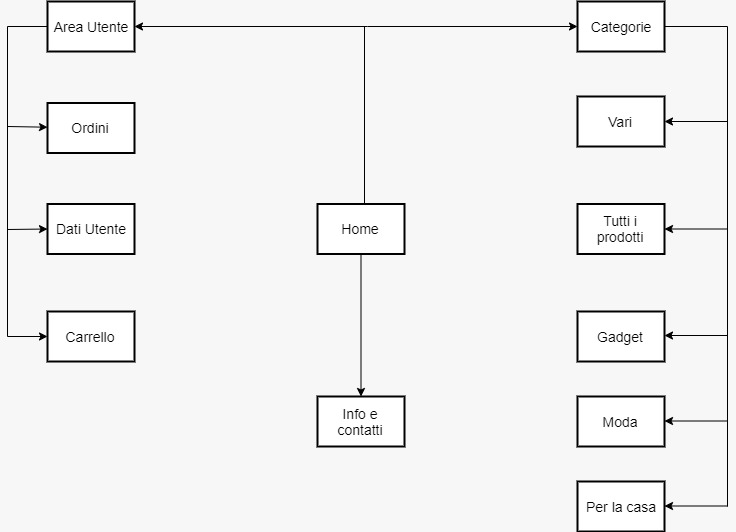 Area Utente
Categorie
Ordini
Vari
Dati Utente
Home
Tutti i
prodotti
Carrello
Gadget
Info e
contatti
Moda
Per la casa